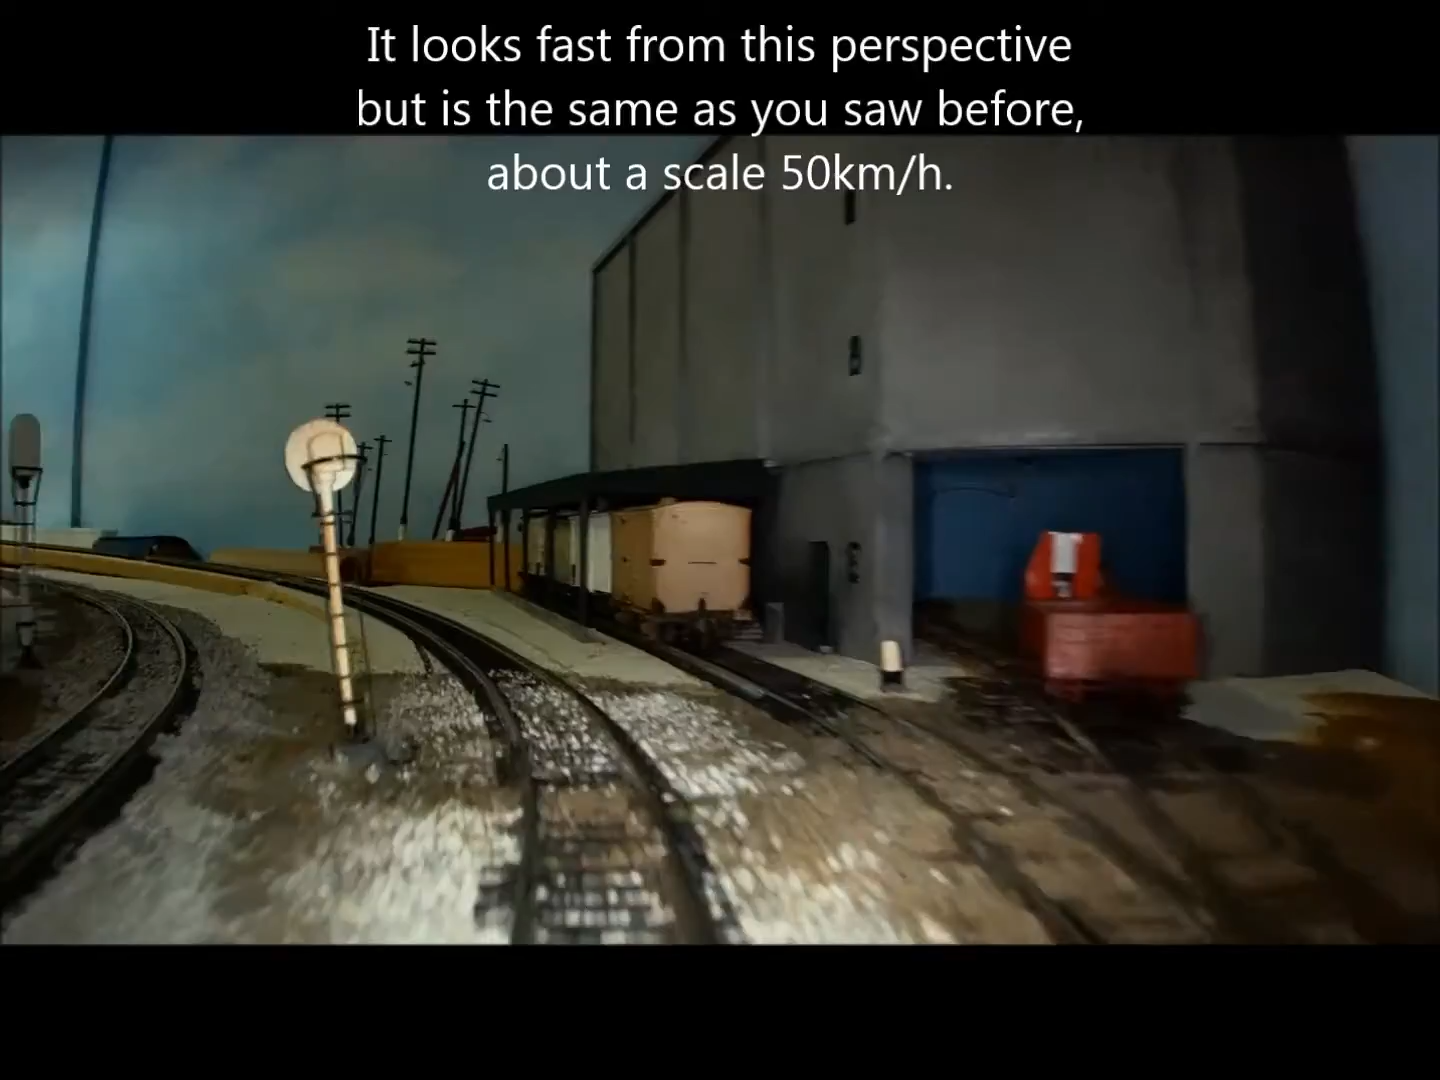 It looks fast from this perspective
but is the same as you saw before,
about a scale 50km/h.